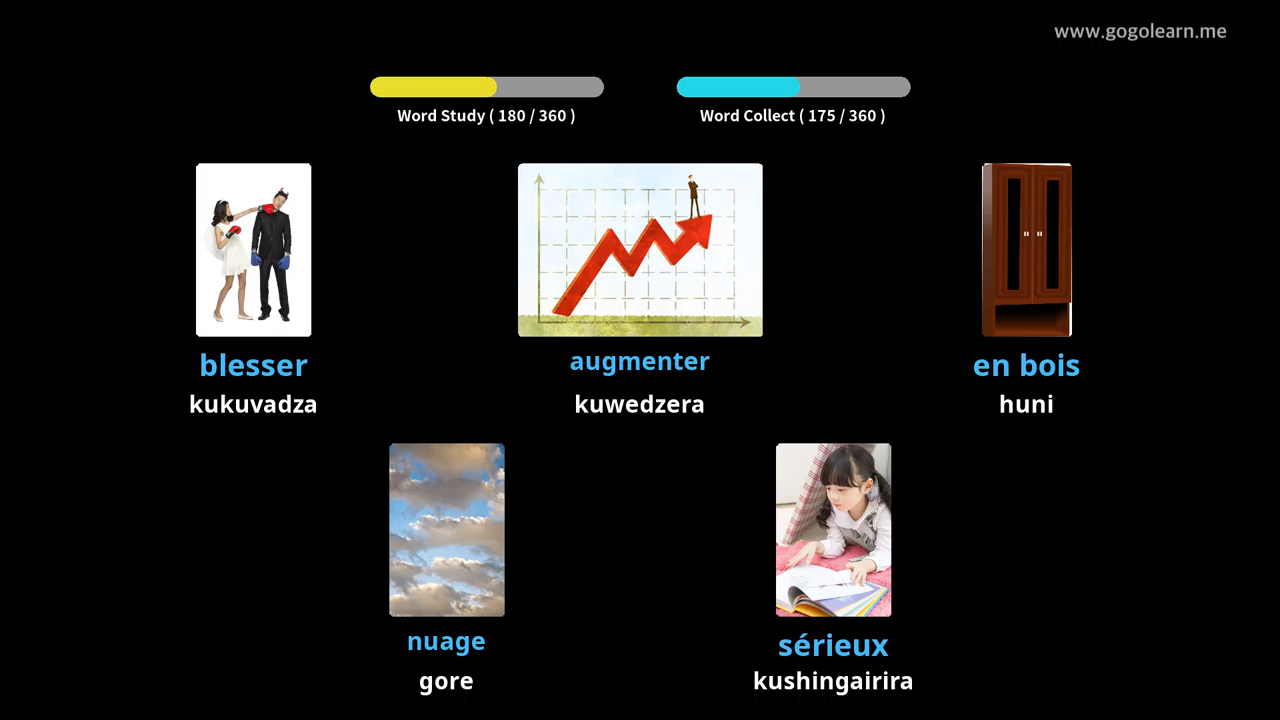 www.gogolearn.me
Word Study ( 180 / 360 )
Word Collect ( 175 / 360 )
blesser
kukuvadza
augmenter
kuwedzera
en bois
huni
nuage
gore
sérieux
kushingairira